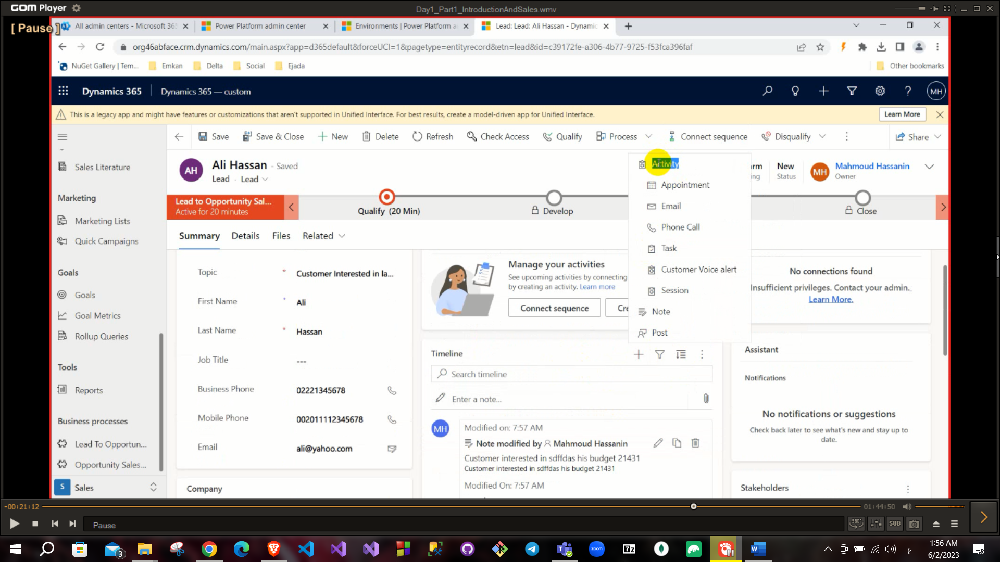 GOM Player
Day1_Part1_IntroductionAndSales.wmv
[ Pause ]
All admin centers - Microsoft 36
Power Platform admin center
Environments | Power Platform a
Lead: Lead: Ali Hassan - Dynamic
org46abface.crm.dynamics.com/main.aspx?app=d365default&forceUCI=1&pagetype=entityrecord&etn=lead&id=c39172fe-a306-4b77-9725-f53fca396faf
NuGet Gallery | Tem...
Emkan
Delta
Social
Ejada
Other bookmarks
Dynamics 365
Dynamics 365 — custom
MH
This is a legacy app and might have features or customizations that aren't supported in Unified Interface. For best results, create a model-driven app for Unified Interface.
Learn More
Save
Save & Close
New
Delete
Refresh
Check Access
Qualify
Process
Connect sequence
Disqualify
Share
Sales Literature
Marketing
Marketing Lists
Quick Campaigns
Goals
Goals
Goal Metrics
Rollup Queries
Tools
Reports
Business processes
Lead To Opportun...
Opportunity Sales...
S
Sales
AH
Ali Hassan - Saved
Lead · Lead
arm
ing
New
Status
MH
Mahmoud Hassanin
Owner
Lead to Opportunity Sal...
Active for 20 minutes
Qualify (20 Min)
Develop
Close
Summary
Details
Files
Related
Topic
*
Customer Interested in la...
First Name
+
Ali
Last Name
*
Hassan
Job Title
---
Business Phone
02221345678
Mobile Phone
002011112345678
Email
ali@yahoo.com
Company
Manage your activities
See upcoming activities by connecting
by creating an activity. Learn more
Connect sequence
Cre
Activity
Appointment
Email
Phone Call
Task
Customer Voice alert
Session
Note
Post
Timeline
Search timeline
Enter a note...
MH
Modified on: 7:57 AM
Note modified by Mahmoud Hassanin
Customer interested in sdffdas his budget 21431
Customer interested in sdffdas his budget 21431
Modified On: 7:57 AM
No connections found
Insufficient privileges. Contact your admin.
Learn More.
Assistant
Notifications
No notifications or suggestions
Check back later to see what's new and stay up to
date.
Stakeholders
-00:21:12
01:44:50
Pause
360°
SUB
3
zoom
7z
W
ع
1:56 AM
6/2/2023